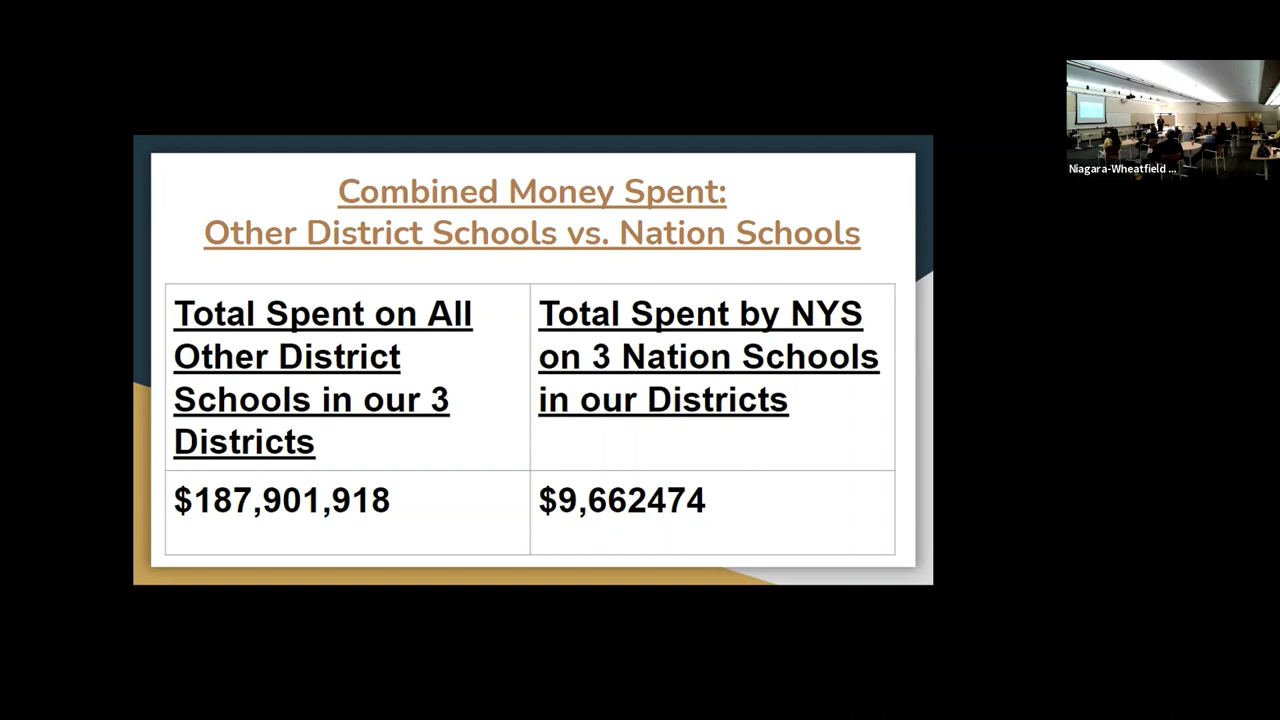 Combined Money Spent:
Other District Schools vs. Nation Schools
Total Spent on All
Other District
Schools in our 3
Districts
Total Spent by NYS
on 3 Nation Schools
in our Districts
$187,901,918
$9,662474
Niagara-Wheatfield ...